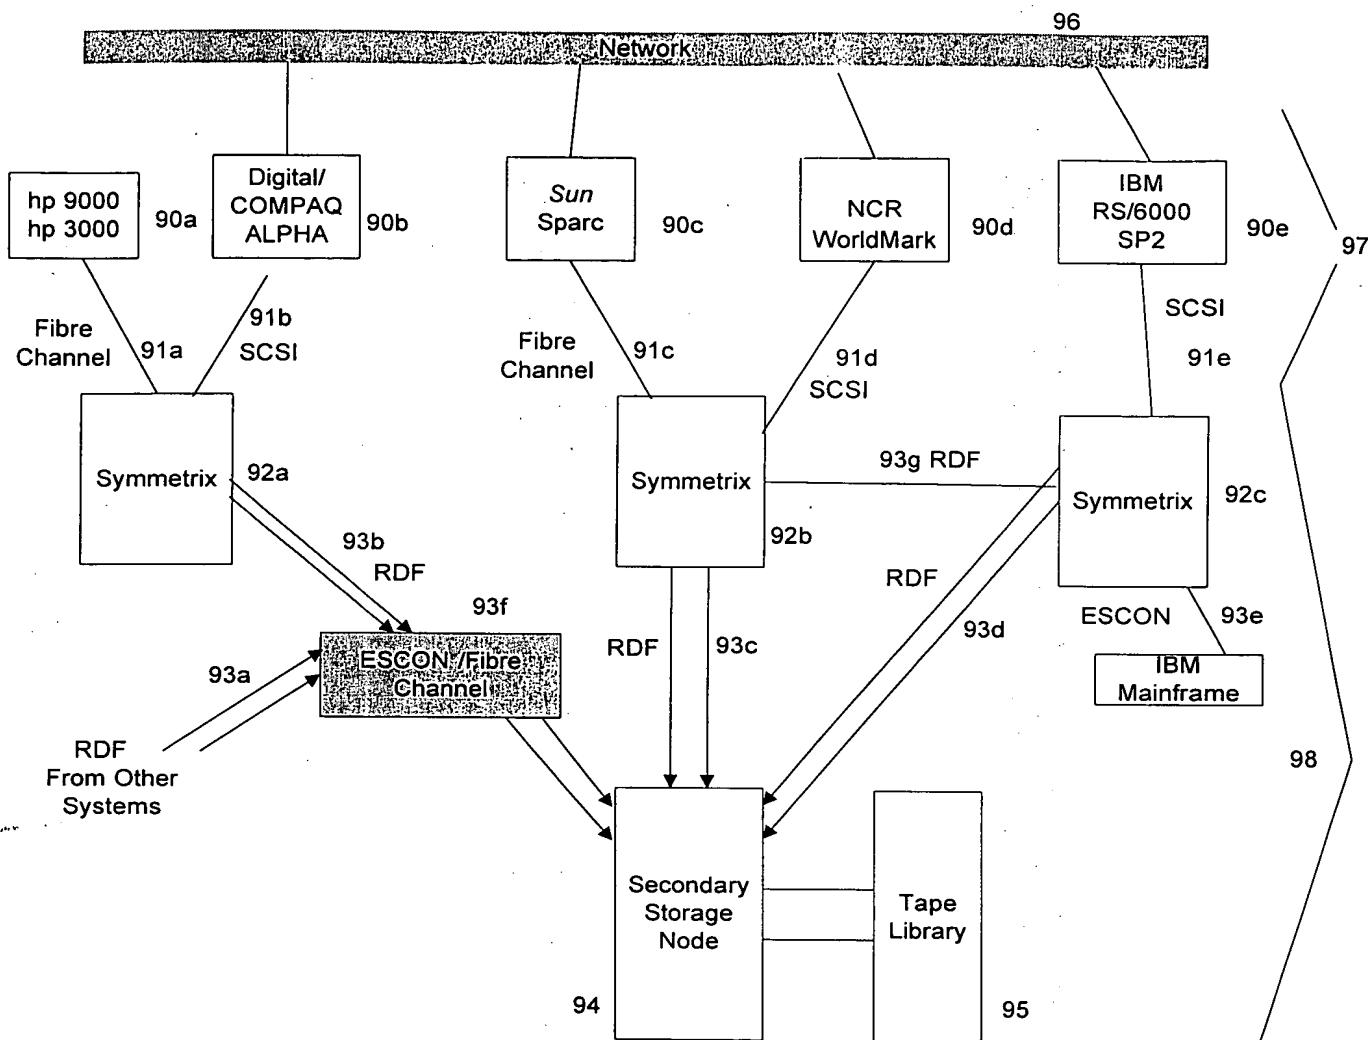 96
Network
hp 9000
hp 3000
90a
Digital/
COMPAQ
ALPHA
90b
Sun
Sparc
90c
NCR
WorldMark
90d
IBM
RS/6000
SP2
90e
97
Fibre
Channel
91a
91b
SCSI
Fibre
Channel
91c
91d
SCSI
SCSI
91e
Symmetrix
92a
Symmetrix
92b
93g RDF
Symmetrix
92c
93b
RDF
93f
ESCON /Fibre
Channel
93a
RDF
From Other
Systems
RDF
93c
RDF
93d
ESCON
93e
IBM
Mainframe
98
Secondary
Storage
Node
94
Tape
Library
95